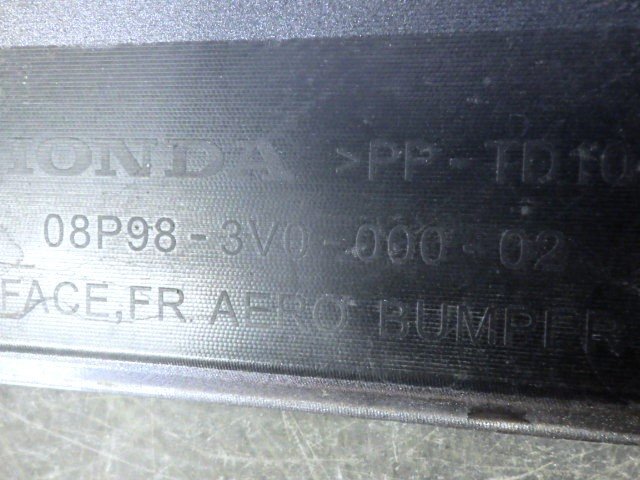 HONDA >PP-TD10
08P98-3V0-000-02
FACE,FR. AERO BUMPER